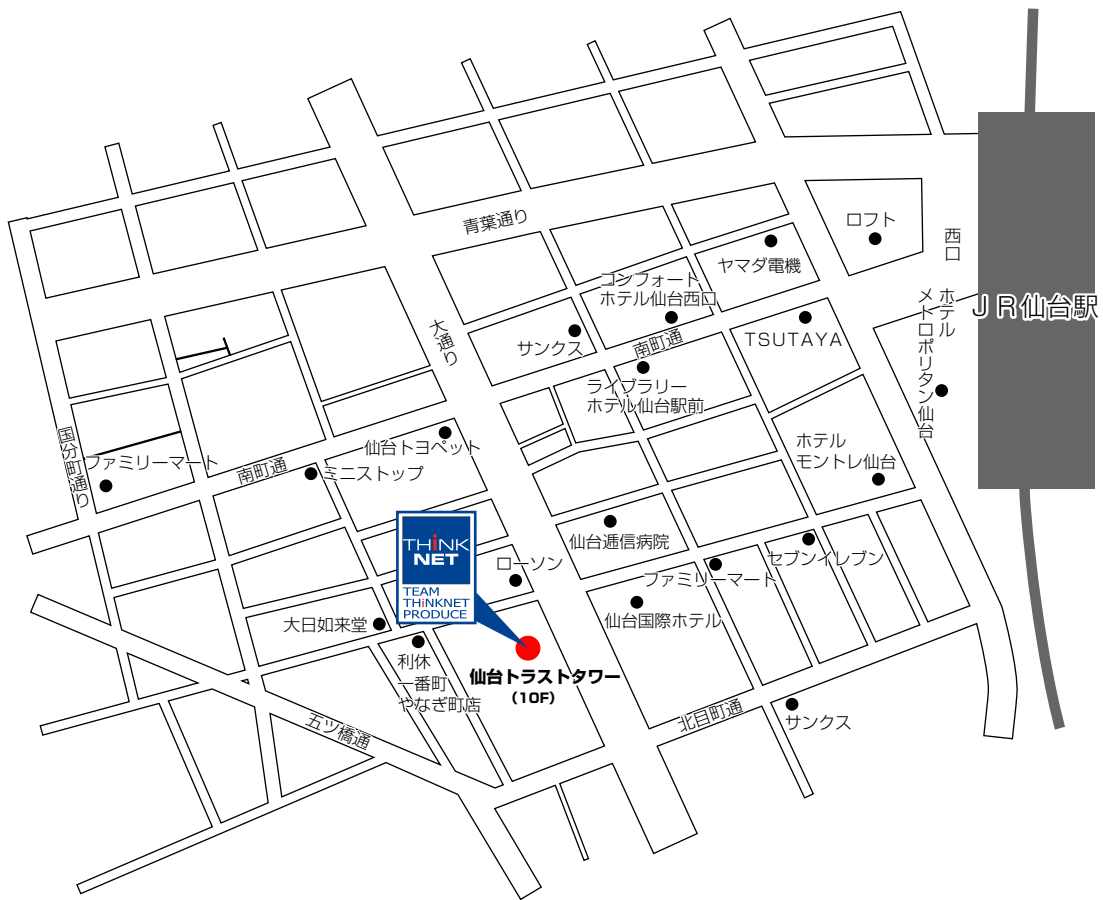 青葉通り
ロフト
西口
ヤマダ電機
コンフォート
ホテル仙台西口
ホテル
メトロポリタン仙台
ＪＲ仙台駅
大通り
サンクス
南町通
TSUTAYA
ライブラリー
ホテル仙台駅前
国分町通り
ファミリーマート
南町通
仙台トヨペット
ミニストップ
ホテル
モントレ仙台
THiNK
NET
TEAM
THiNKNET
PRODUCE
ローソン
仙台逓信病院
ファミリーマート
セブンイレブン
仙台国際ホテル
大日如来堂
利休
一番町
やなぎ町店
仙台トラストタワー
（10F）
五ツ橋通
北目町通
サンクス